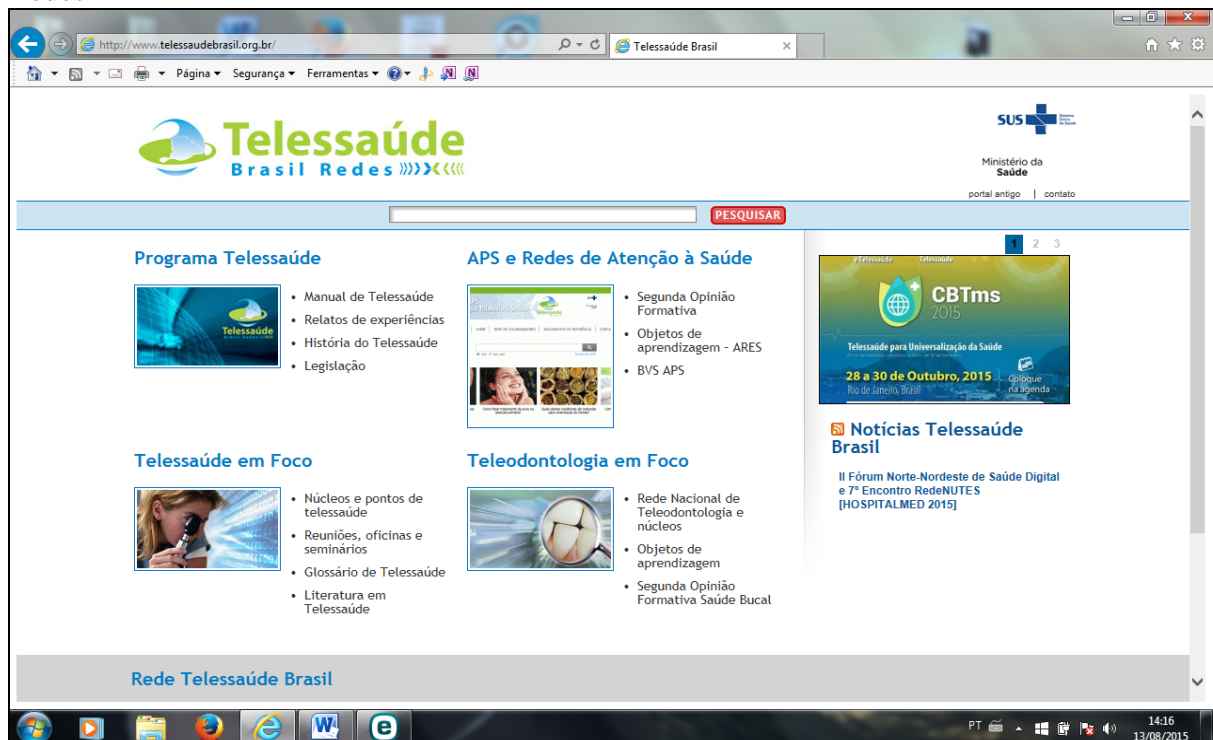 http://www.telessaudebrasil.org.br/
Telessaúde Brasil
Página
Segurança
Ferramentas
Telessaúde
Brasil Redes
SUS
Ministério da
Saúde
portal antigo | contato
PESQUISAR
Programa Telessaúde
Telessaúde
• Manual de Telessaúde
• Relatos de experiências
• História do Telessaúde
• Legislação
APS e Redes de Atenção à Saúde
• Segunda Opinião
Formativa
• Objetos de
aprendizagem - ARES
• BVS APS
1 2 3
CBTms
2015
Telessaúde para Universalização da Saúde
28 a 30 de Outubro, 2015
Rio de Janeiro, Brasil
Coloque
na agenda
Notícias Telessaúde
Brasil
II Fórum Norte-Nordeste de Saúde Digital
e 7° Encontro RedeNUTES
[HOSPITALMED 2015]
Telessaúde em Foco
• Núcleos e pontos de
telessaúde
• Reuniões, oficinas e
seminários
• Glossário de Telessaúde
• Literatura em
Telessaúde
Teleodontologia em Foco
• Rede Nacional de
Teleodontologia e
núcleos
• Objetos de
aprendizagem
• Segunda Opinião
Formativa Saúde Bucal
Rede Telessaúde Brasil
PT
14:16
13/08/2015